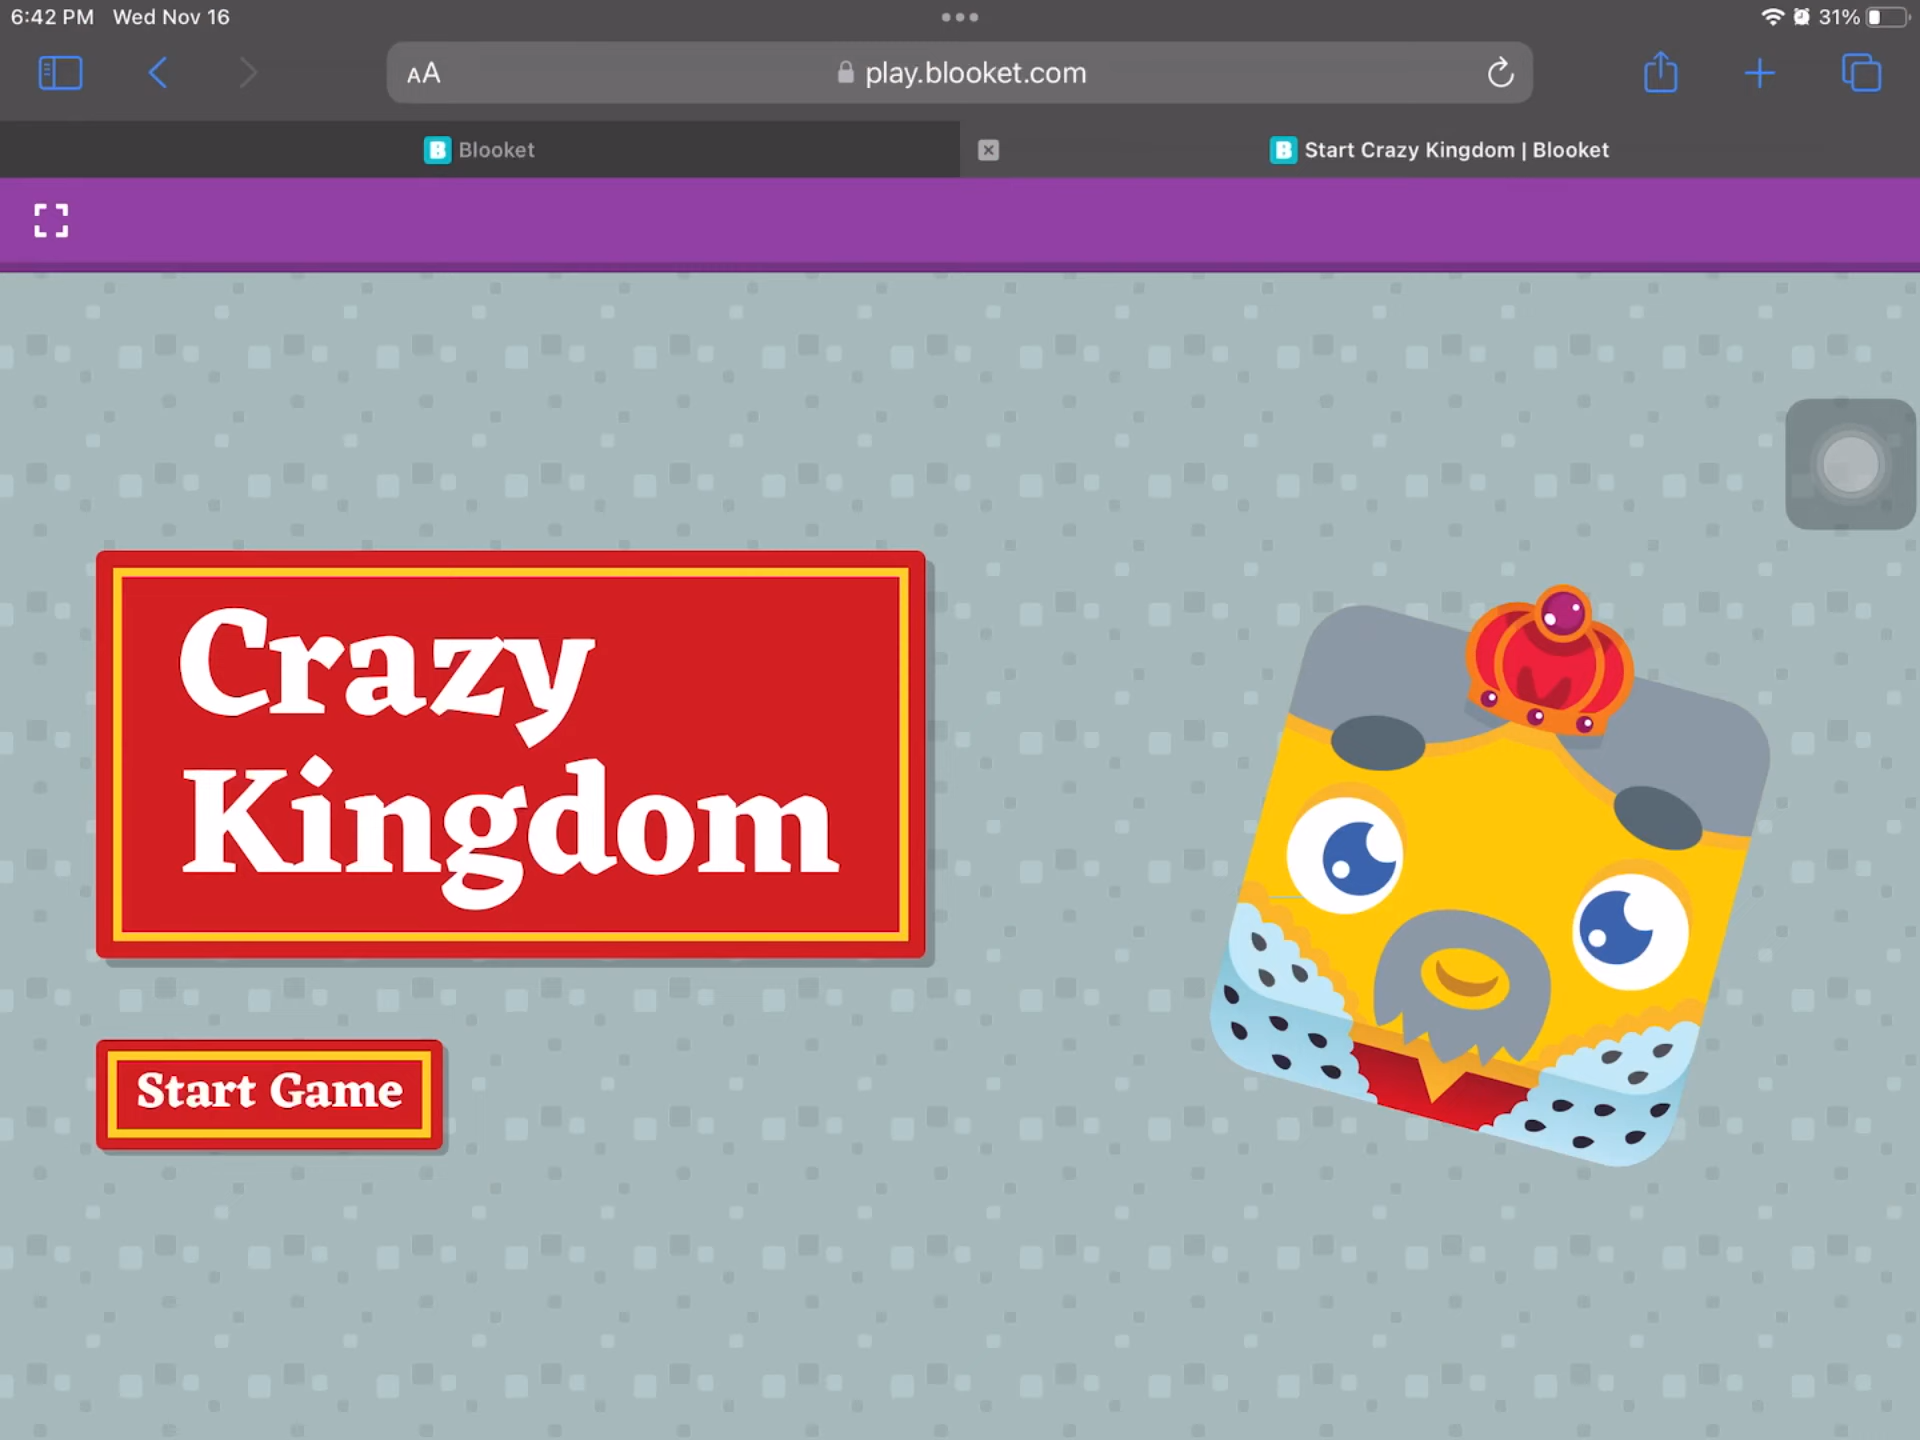 6:42 PM Wed Nov 16
31%
AA
play.blooket.com
B Blooket
B Start Crazy Kingdom | Blooket
Crazy
Kingdom
Start Game